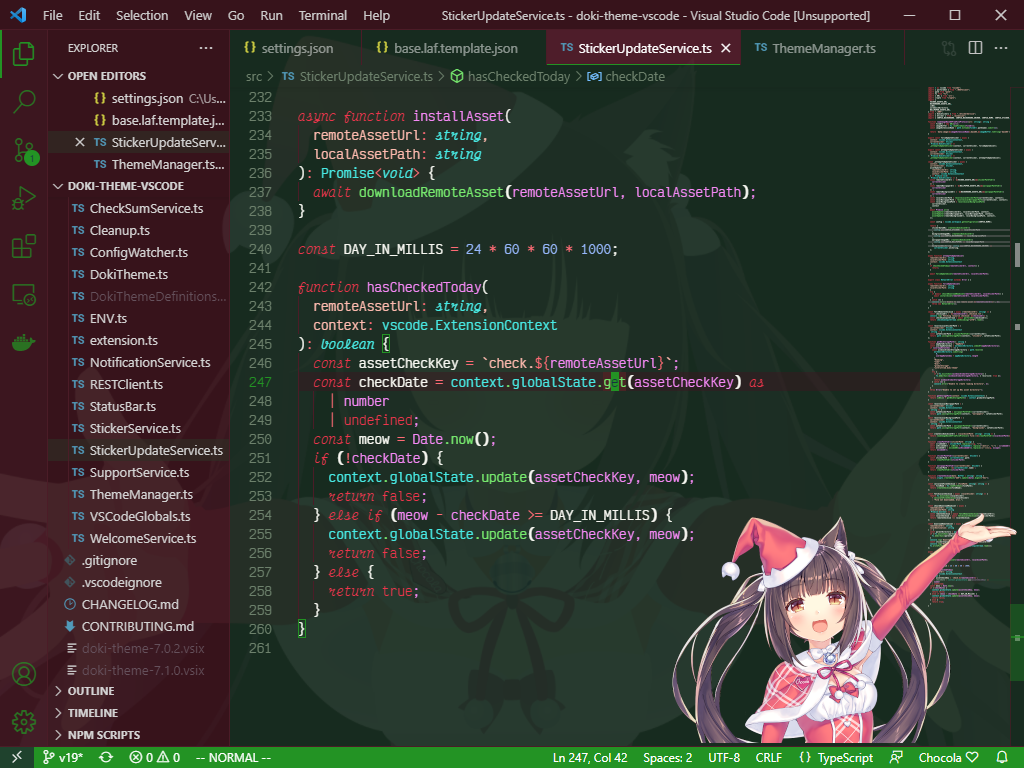 File Edit Selection View Go Run Terminal Help StickerUpdateService.ts - doki-theme-vscode - Visual Studio Code [Unsupported]
EXPLORER
OPEN EDITORS
{} settings.json C:\Us...
{} base.laf.template.j...
TS StickerUpdateServ...
TS ThemeManager.ts...
DOKI-THEME-VSCODE
TS CheckSumService.ts
TS Cleanup.ts
TS ConfigWatcher.ts
TS DokiTheme.ts
TS DokiThemeDefinitions...
TS ENV.ts
TS extension.ts
TS NotificationService.ts
TS RESTClient.ts
TS StatusBar.ts
TS StickerService.ts
TS StickerUpdateService.ts
TS SupportService.ts
TS ThemeManager.ts
TS VSCodeGlobals.ts
TS WelcomeService.ts
.gitignore
.vscodeignore
CHANGELOG.md
CONTRIBUTING.md
doki-theme-7.0.2.vsix
doki-theme-7.1.0.vsix
OUTLINE
TIMELINE
NPM SCRIPTS
1
{} settings.json {} base.laf.template.json TS StickerUpdateService.ts TS ThemeManager.ts
src > TS StickerUpdateService.ts > hasCheckedToday > checkDate
232
233 async function installAsset(
234 remoteAssetUrl: string,
235 localAssetPath: string
236 ): Promise<void> {
237 await downloadRemoteAsset(remoteAssetUrl, localAssetPath);
238 }
239
240 const DAY_IN_MILLIS = 24 * 60 * 60 * 1000;
241
242 function hasCheckedToday(
243 remoteAssetUrl: string,
244 context: vscode.ExtensionContext
245 ): boolean {
246 const assetCheckKey = `check.${remoteAssetUrl}`;
247 const checkDate = context.globalState.get(assetCheckKey) as
248 | number
249 | undefined;
250 const meow = Date.now();
251 if (!checkDate) {
252 context.globalState.update(assetCheckKey, meow);
253 return false;
254 } else if (meow - checkDate >= DAY_IN_MILLIS) {
255 context.globalState.update(assetCheckKey, meow);
256 return false;
257 } else {
258 return true;
259 }
260 }
261
v19* 0 0 -- NORMAL -- Ln 247, Col 42 Spaces: 2 UTF-8 CRLF {} TypeScript Chocola♡